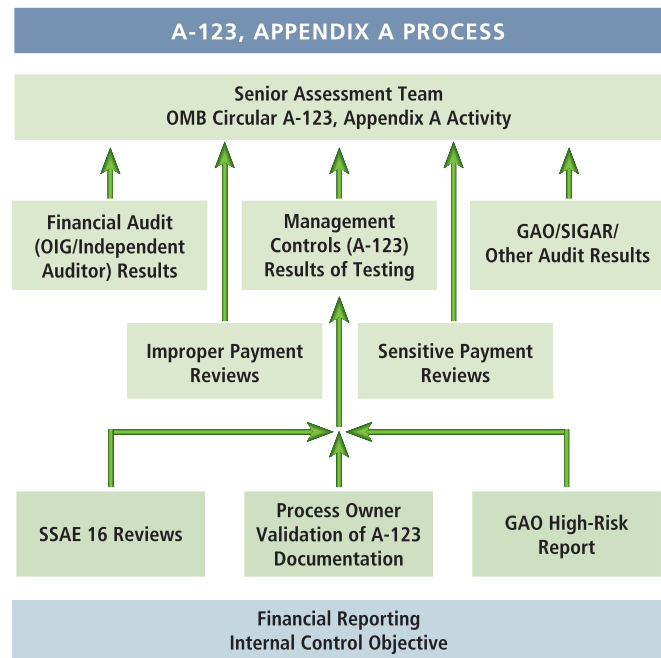 A-123, APPENDIX A PROCESS
Senior Assessment Team
OMB Circular A-123, Appendix A Activity
Financial Audit
(OIG/Independent
Auditor) Results
Management
Controls (A-123)
Results of Testing
GAO/SIGAR/
Other Audit Results
Improper Payment
Reviews
Sensitive Payment
Reviews
SSAE 16 Reviews
Process Owner
Validation of A-123
Documentation
GAO High-Risk
Report
Financial Reporting
Internal Control Objective